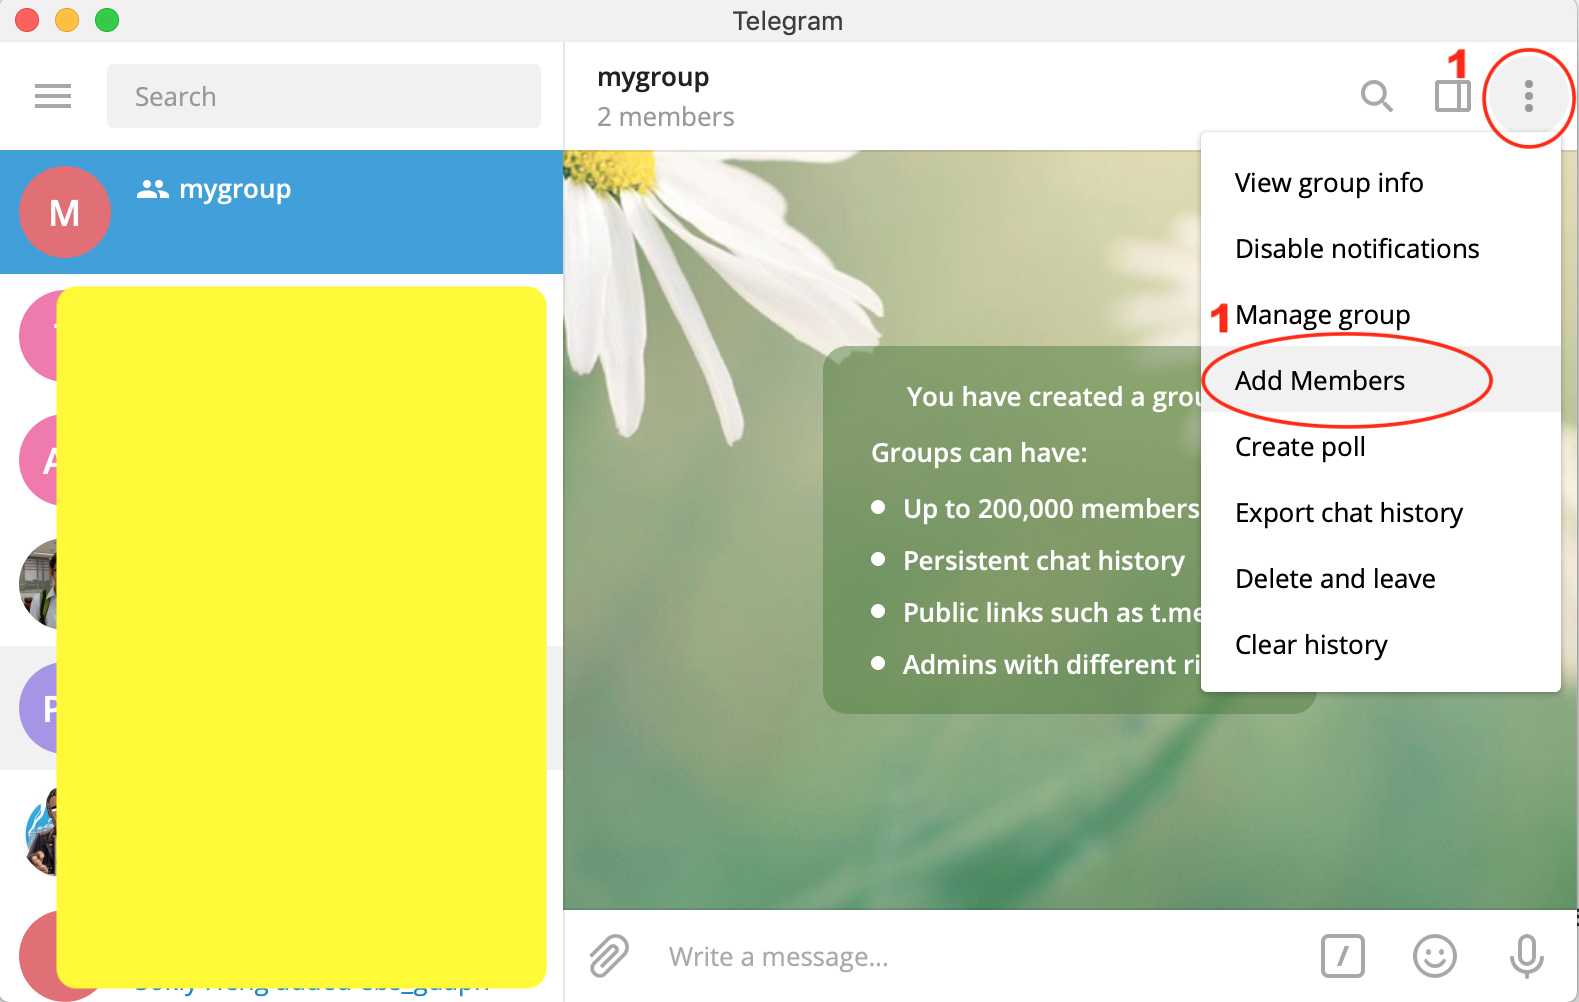 Telegram
Search
mygroup
2 members
1
M
mygroup
View group info
Disable notifications
1 Manage group
Add Members
Create poll
Export chat history
Delete and leave
Clear history
You have created a grou
Groups can have:
Up to 200,000 members
Persistent chat history
Public links such as t.me
Admins with different ri
A
P
Write a message...
/